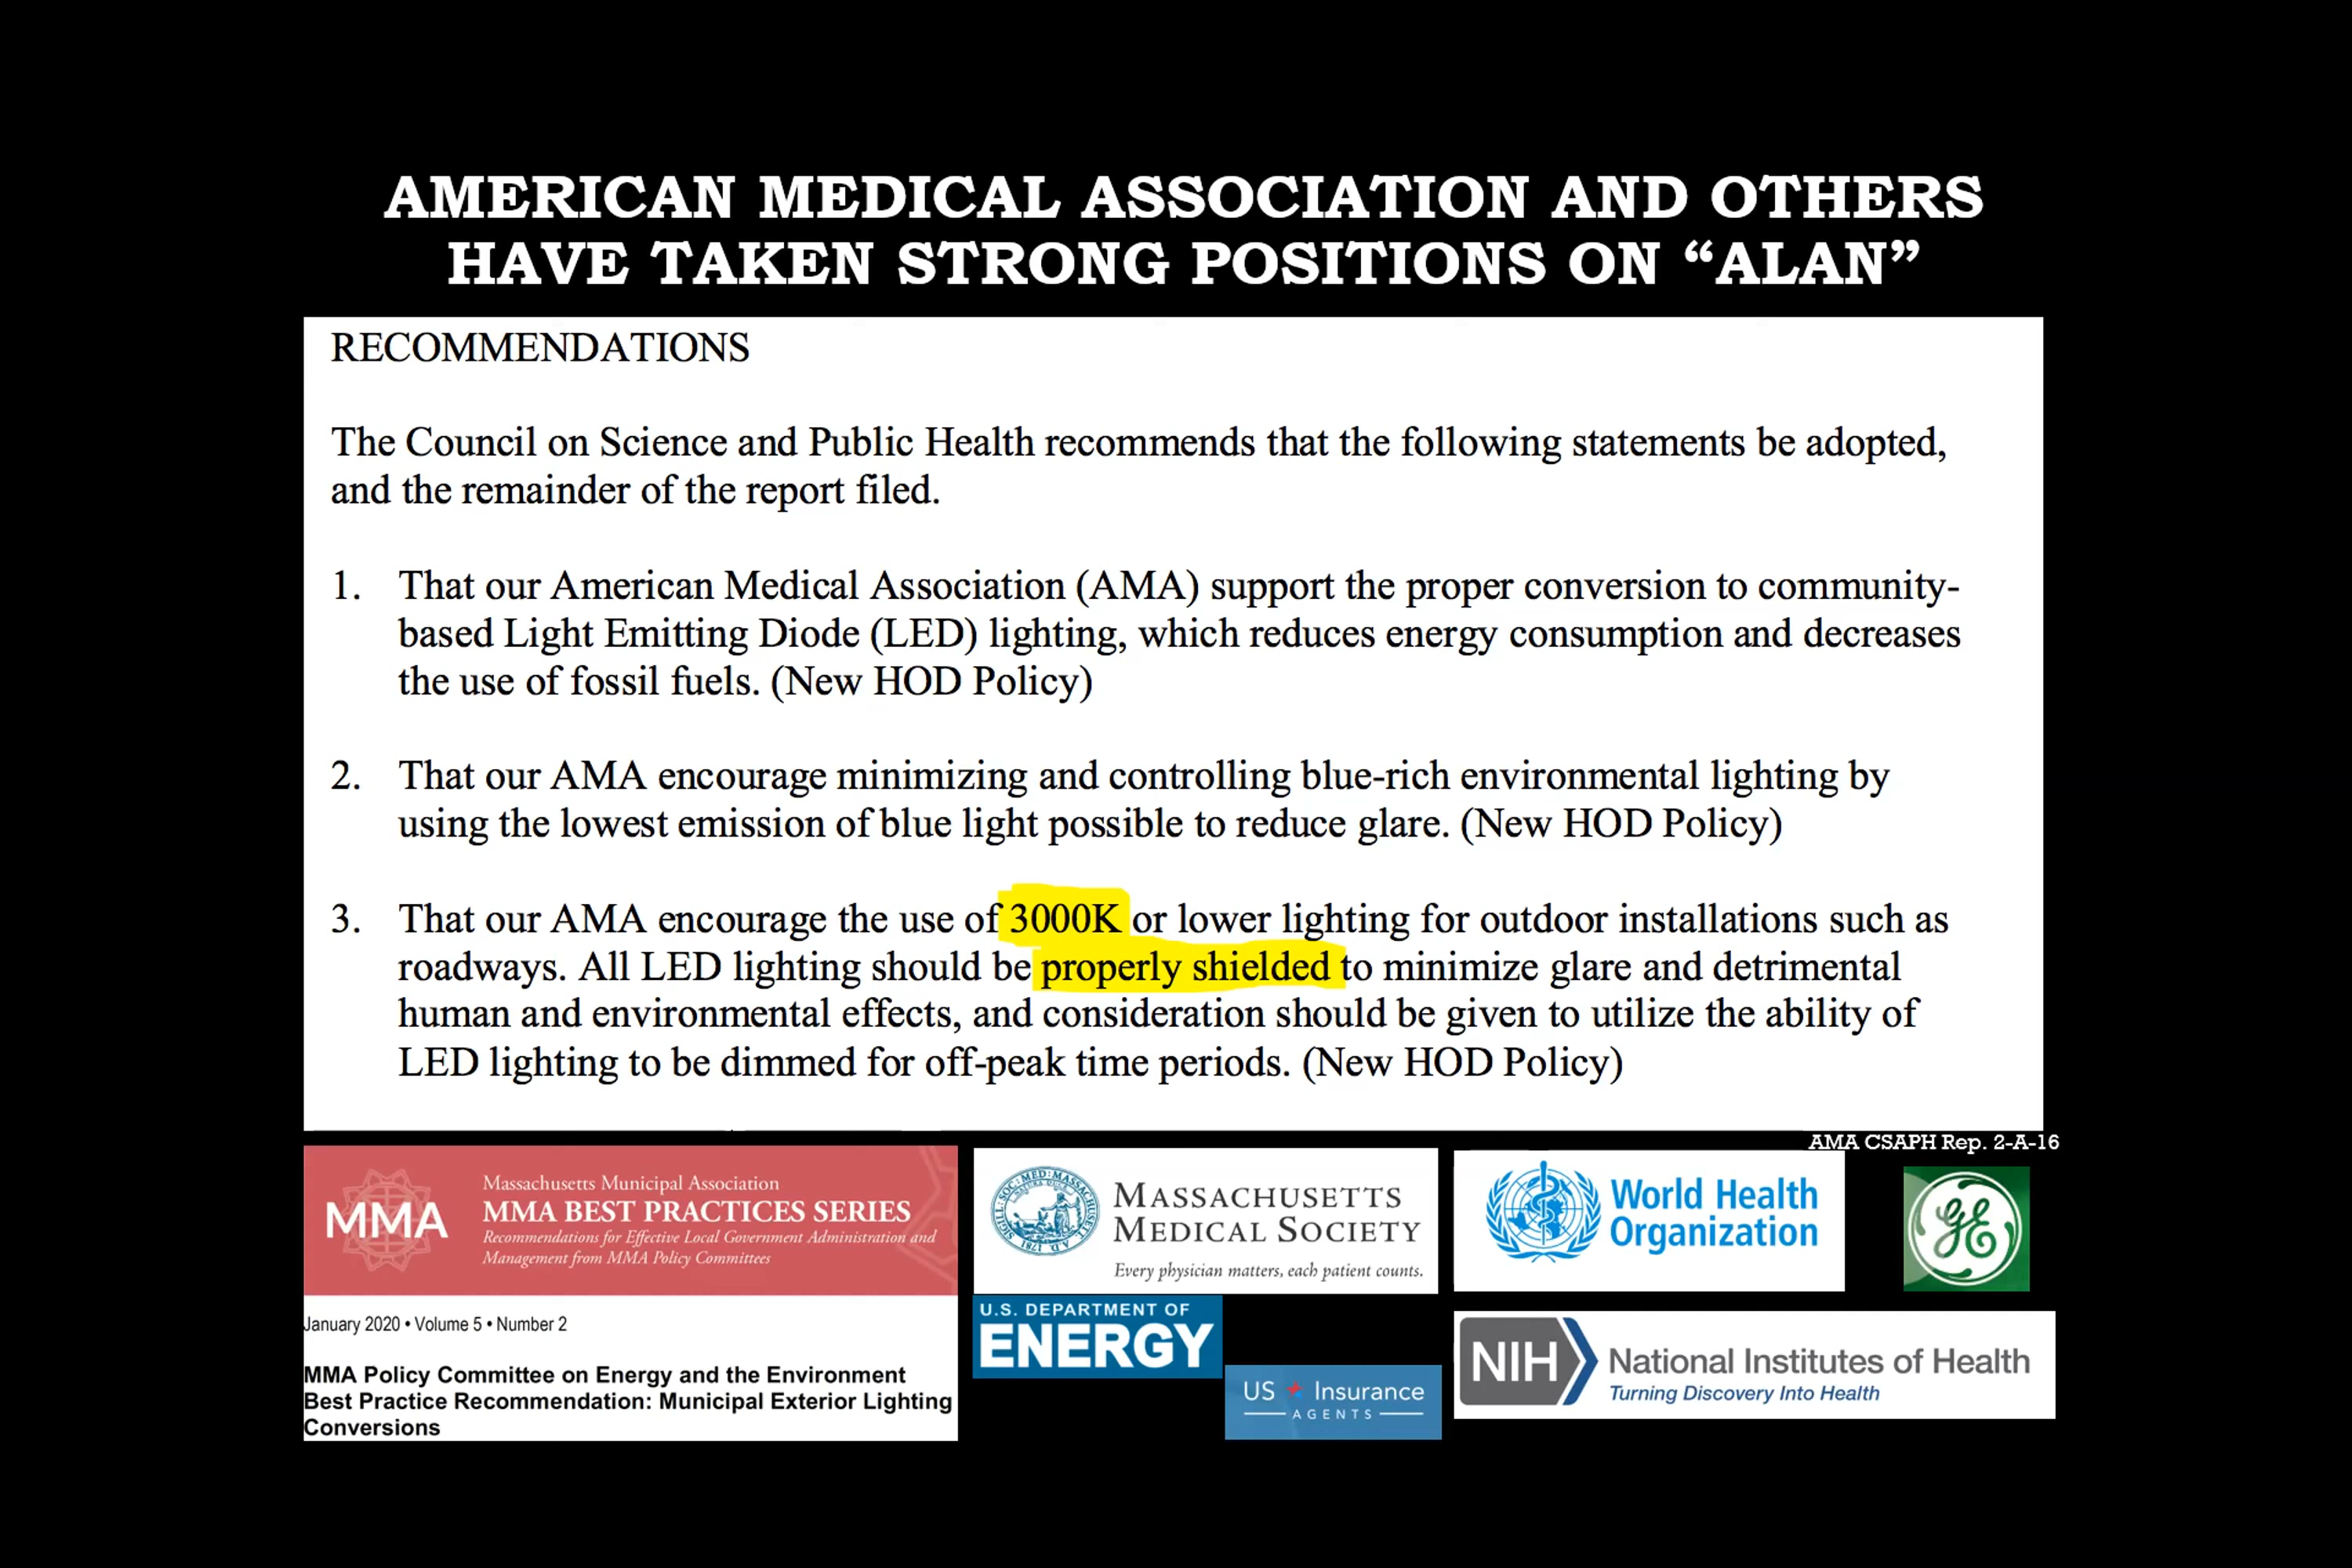 AMERICAN MEDICAL ASSOCIATION AND OTHERS
HAVE TAKEN STRONG POSITIONS ON “ALAN”
RECOMMENDATIONS
The Council on Science and Public Health recommends that the following statements be adopted,
and the remainder of the report filed.
1. That our American Medical Association (AMA) support the proper conversion to community-
based Light Emitting Diode (LED) lighting, which reduces energy consumption and decreases
the use of fossil fuels. (New HOD Policy)
2. That our AMA encourage minimizing and controlling blue-rich environmental lighting by
using the lowest emission of blue light possible to reduce glare. (New HOD Policy)
3. That our AMA encourage the use of 3000K or lower lighting for outdoor installations such as
roadways. All LED lighting should be properly shielded to minimize glare and detrimental
human and environmental effects, and consideration should be given to utilize the ability of
LED lighting to be dimmed for off-peak time periods. (New HOD Policy)
AMA CSAPH Rep. 2-A-16
MMA
Massachusetts Municipal Association
MMA BEST PRACTICES SERIES
Recommendations for Effective Local Government Administration and
Management from MMA Policy Committees
January 2020 • Volume 5 • Number 2
MMA Policy Committee on Energy and the Environment
Best Practice Recommendation: Municipal Exterior Lighting
Conversions
MASSACHUSETTS
MEDICAL SOCIETY
Every physician matters, each patient counts.
U.S. DEPARTMENT OF
ENERGY
US Insurance
AGENTS
World Health
Organization
GE
NIH
National Institutes of Health
Turning Discovery Into Health